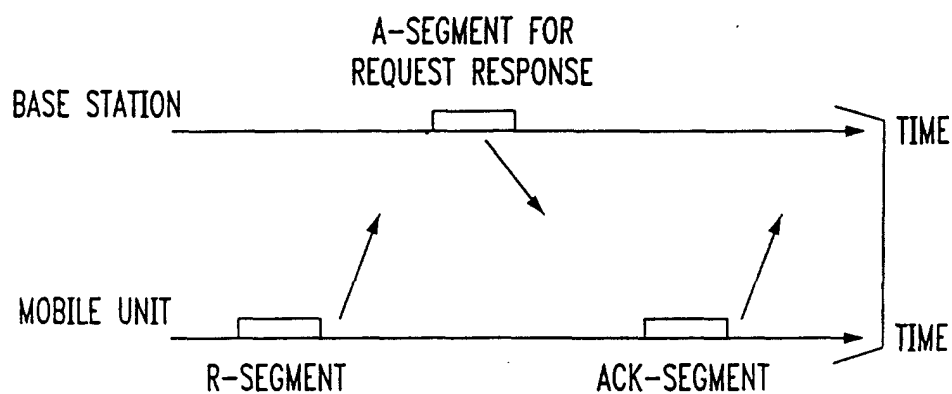 A-SEGMENT FOR
REQUEST RESPONSE
BASE STATION
TIME
MOBILE UNIT
TIME
R-SEGMENT
ACK-SEGMENT